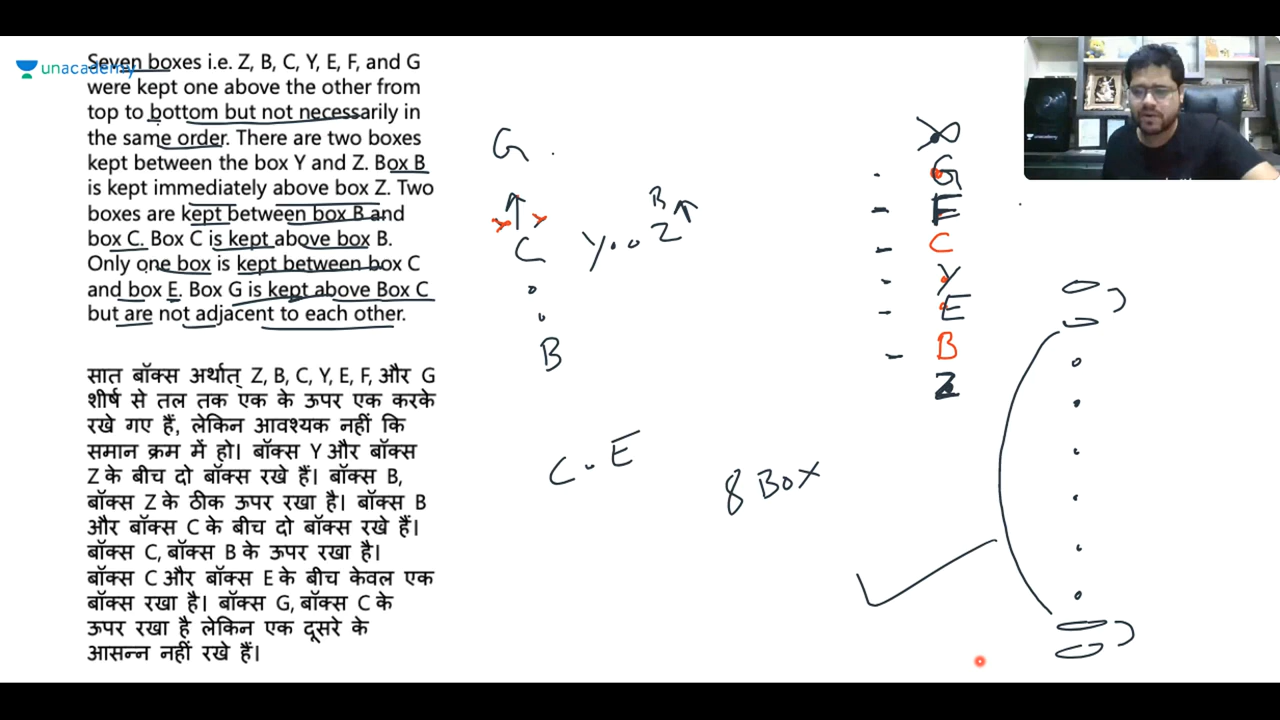 Seven boxes i.e. Z, B, C, Y, E, F, and G
were kept one above the other from
top to bottom but not necessarily in
the same order. There are two boxes
kept between the box Y and Z. Box B
is kept immediately above box Z. Two
boxes are kept between box B and
box C. Box C is kept above box B.
Only one box is kept between box C
and box E. Box G is kept above Box C
but are not adjacent to each other.
unacademy
सात बॉक्स अर्थात् Z, B, C, Y, E, F, और G
शीर्ष से तल तक एक के ऊपर एक करके
रखे गए हैं, लेकिन आवश्यक नहीं कि
समान क्रम में हो। बॉक्स Y और बॉक्स
Z के बीच दो बॉक्स रखे हैं। बॉक्स B,
बॉक्स Z के ठीक ऊपर रखा है। बॉक्स B
और बॉक्स C के बीच दो बॉक्स रखे हैं।
बॉक्स C, बॉक्स B के ऊपर रखा है।
बॉक्स C और बॉक्स E के बीच केवल एक
बॉक्स रखा है। बॉक्स G, बॉक्स C के
ऊपर रखा है लेकिन एक दूसरे के
आसन्न नहीं रखे हैं।
G
C
B
B
Y . . Z
C . E
8 Box
G
F
C
Y
E
B
Z